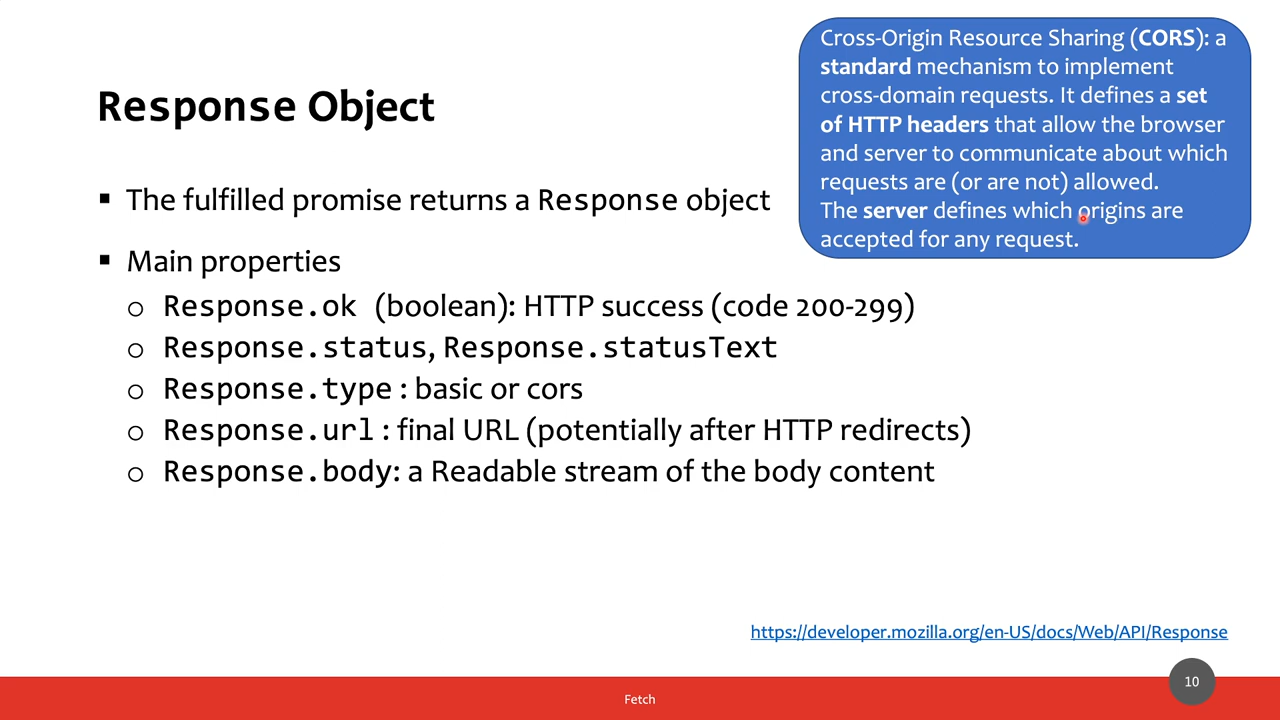 Cross-Origin Resource Sharing (CORS): a
standard mechanism to implement
cross-domain requests. It defines a set
of HTTP headers that allow the browser
and server to communicate about which
requests are (or are not) allowed.
The server defines which origins are
accepted for any request.
Response Object
▪ The fulfilled promise returns a Response object
▪ Main properties
o Response.ok (boolean): HTTP success (code 200-299)
o Response.status, Response.statusText
o Response.type : basic or cors
o Response.url : final URL (potentially after HTTP redirects)
o Response.body: a Readable stream of the body content
https://developer.mozilla.org/en-US/docs/Web/API/Response
10
Fetch